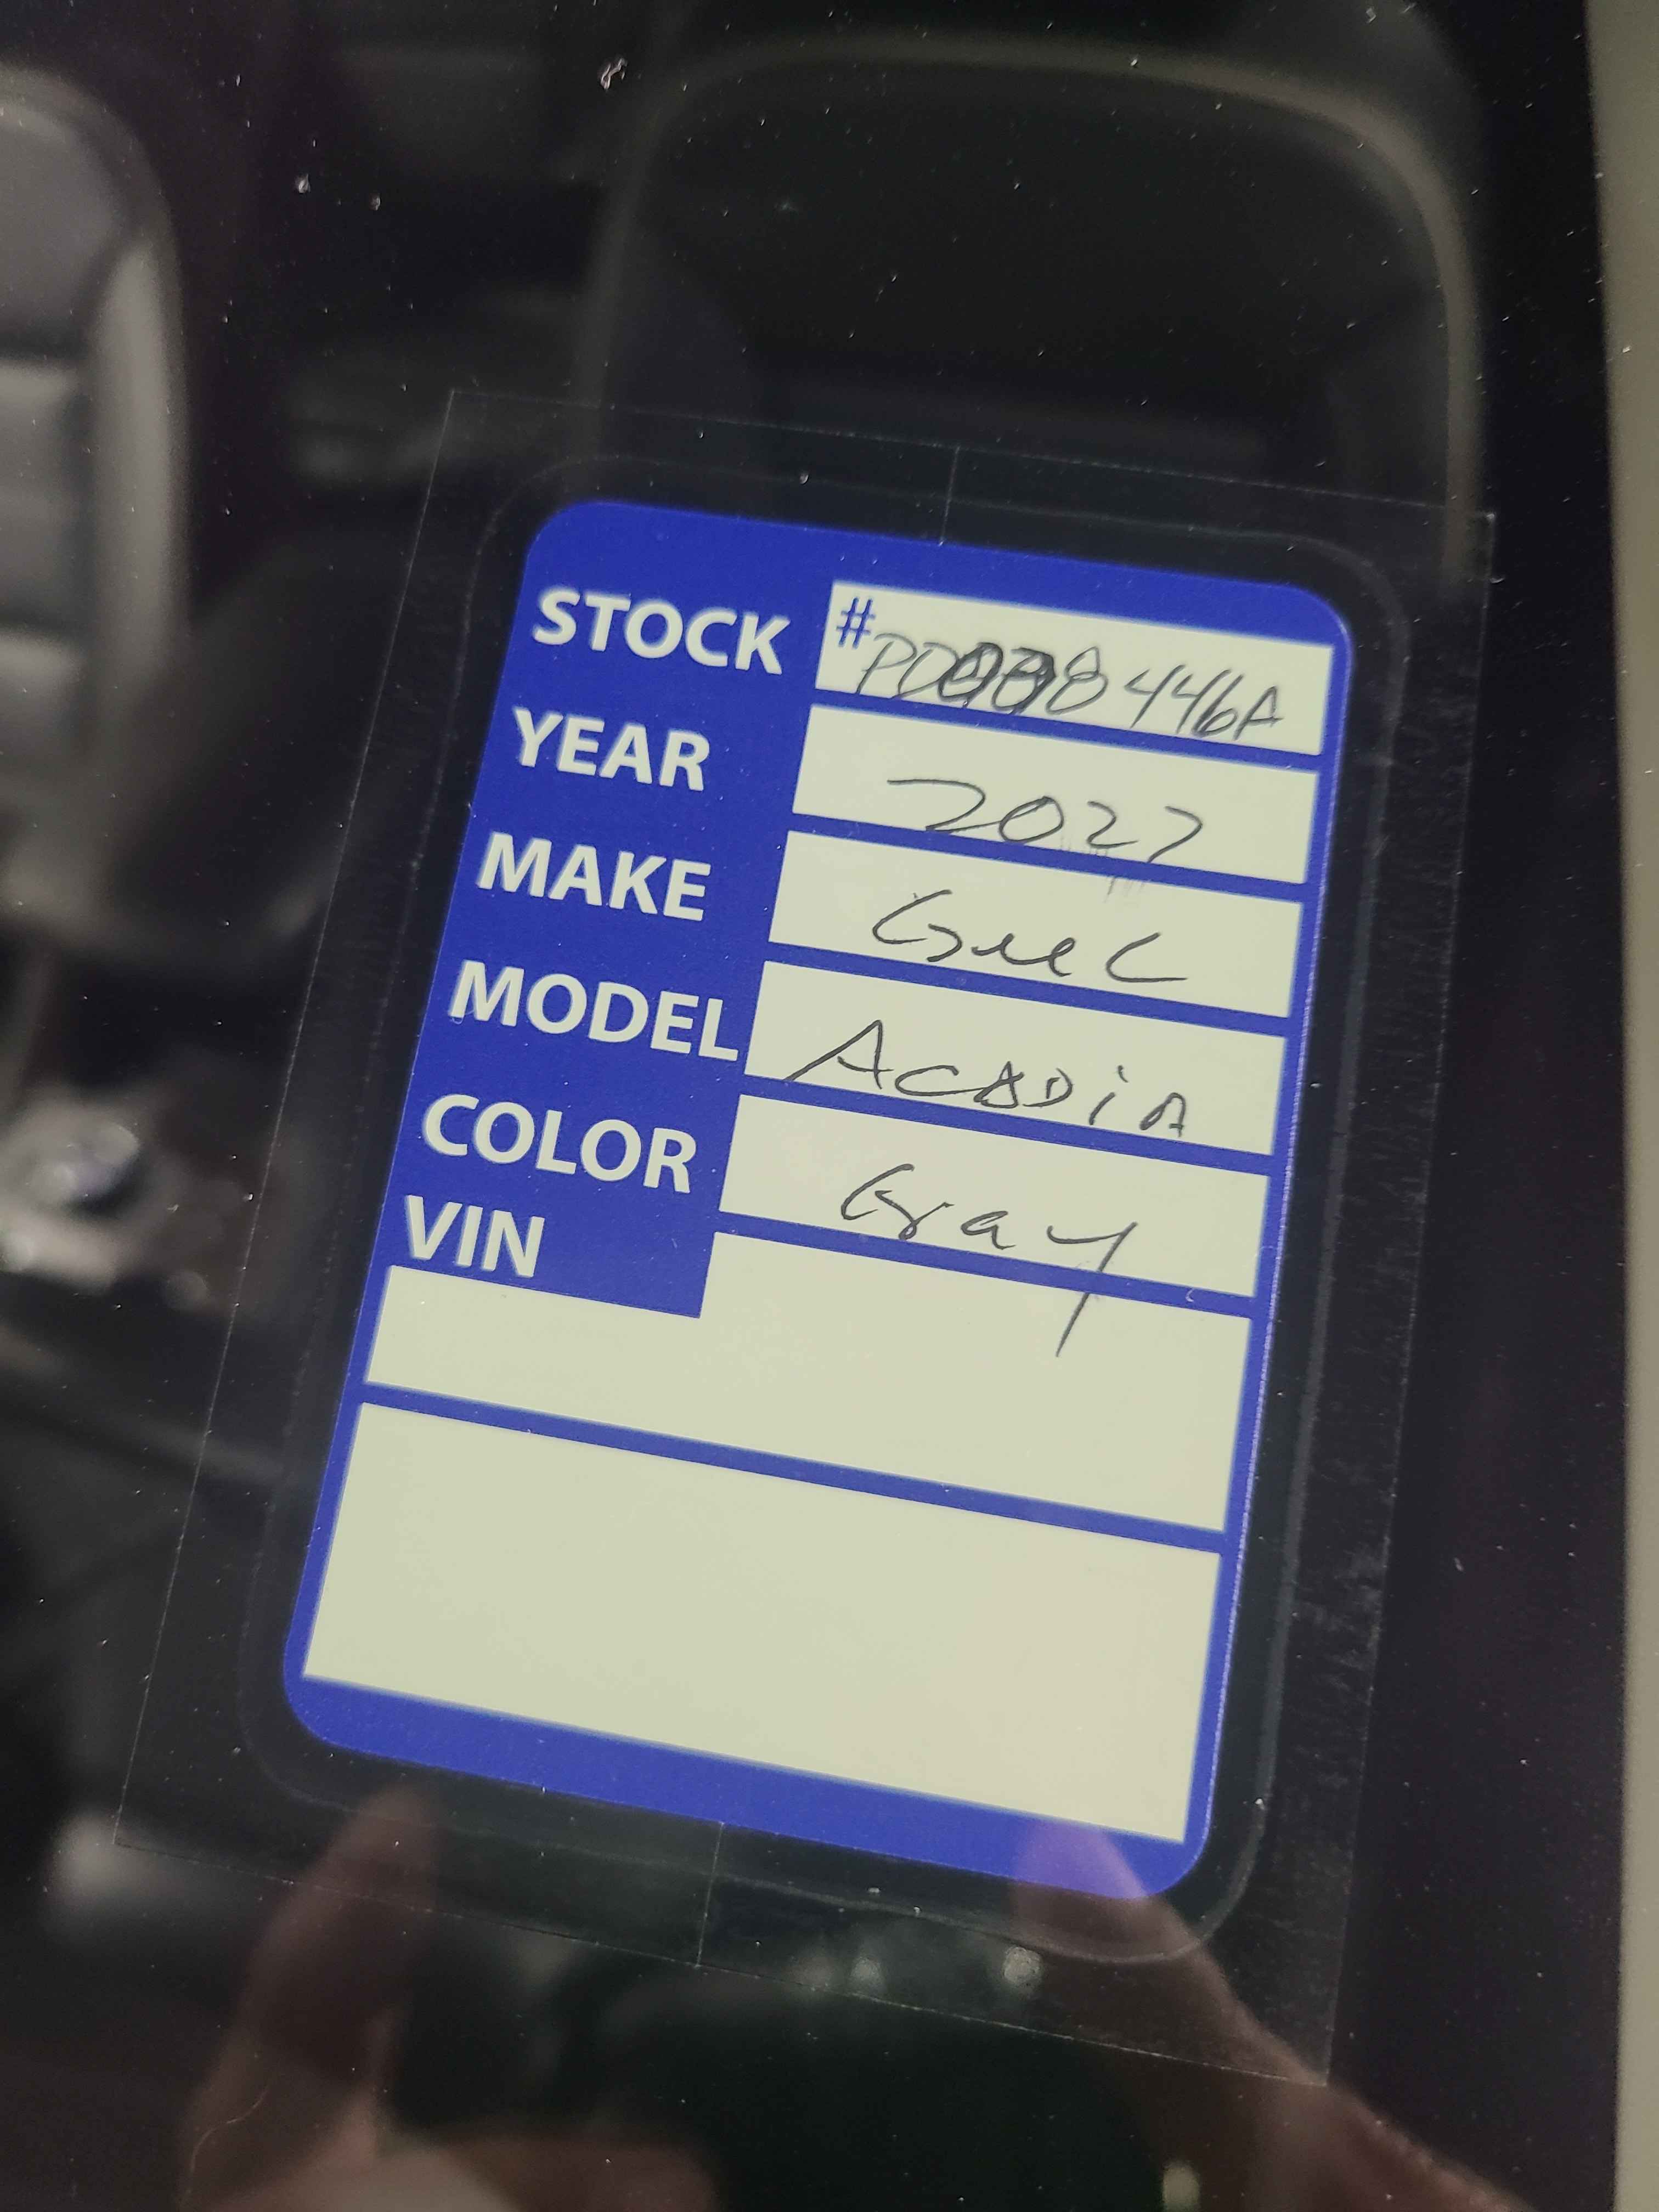 STOCK #
YEAR 2022
MAKE GMC
MODEL ACADiA
COLOR Gray
VIN